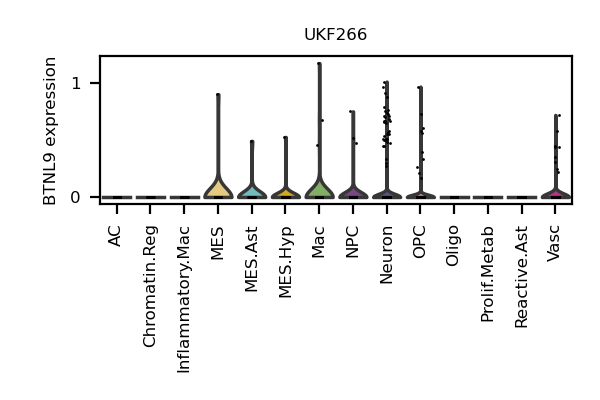 UKF266
BTNL9 expression
1
0
AC
Chromatin.Reg
Inflammatory.Mac
MES
MES.Ast
MES.Hyp
Mac
NPC
Neuron
OPC
Oligo
Prolif.Metab
Reactive.Ast
Vasc